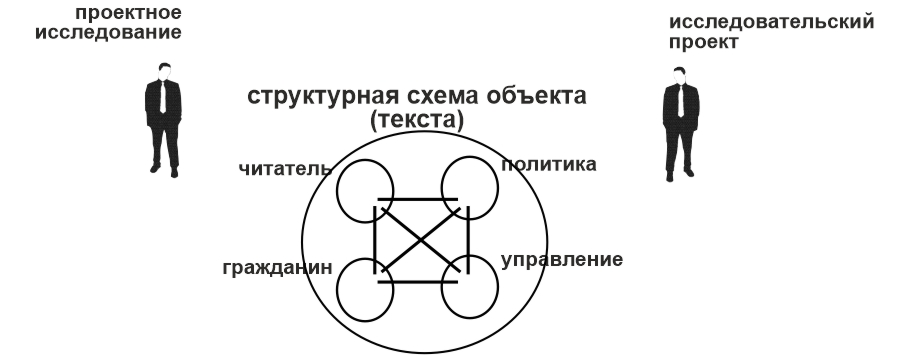 проектное
исследование
исследовательский
проект
структурная схема объекта
(текста)
читатель
политика
гражданин
управление